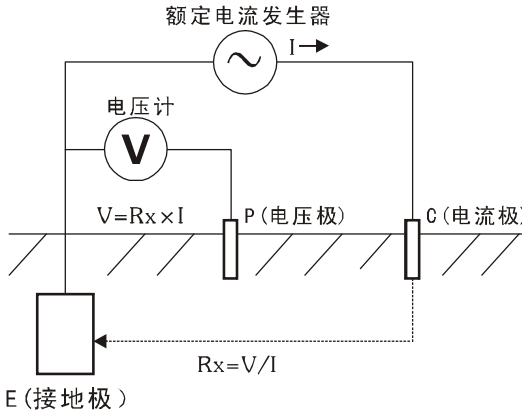 额定电流发生器
I
电压计
V
V=Rx×I
P(电压极)
C(电流极)
Rx=V/I
E(接地极)